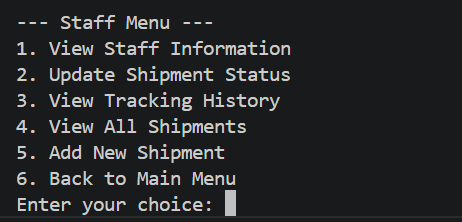 --- Staff Menu ---
1. View Staff Information
2. Update Shipment Status
3. View Tracking History
4. View All Shipments
5. Add New Shipment
6. Back to Main Menu
Enter your choice: